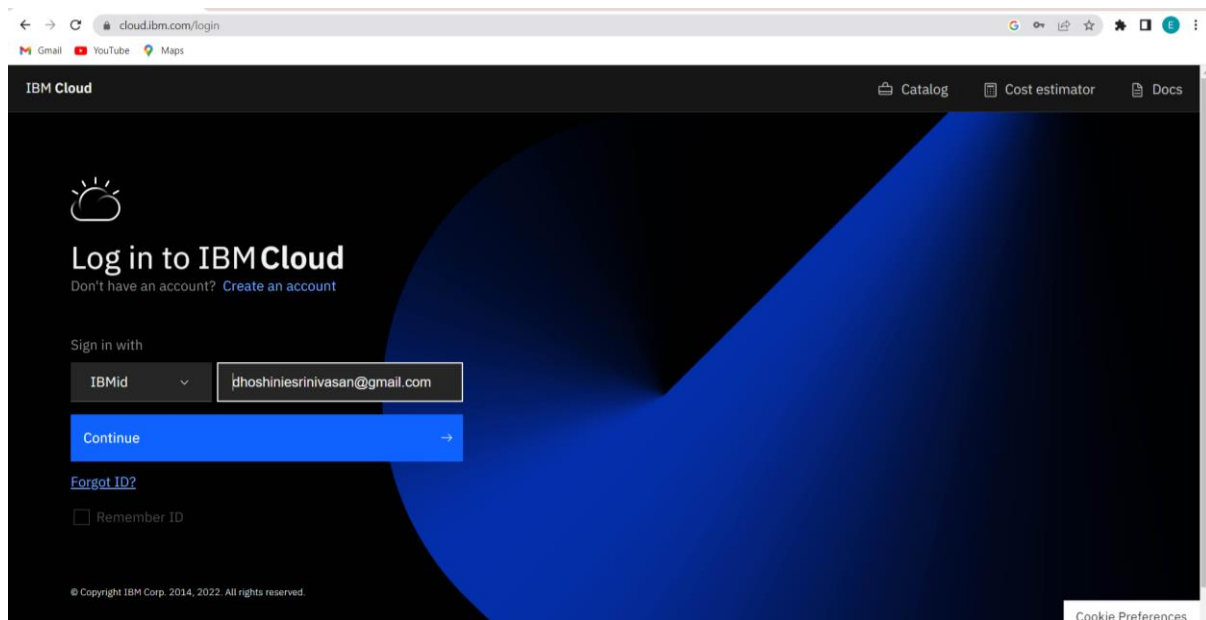 cloud.ibm.com/login
Gmail YouTube Maps
E
IBM Cloud Catalog Cost estimator Docs
Log in to IBM Cloud
Don't have an account? Create an account
Sign in with
IBMid dhoshiniesrinivasan@gmail.com
Continue
Forgot ID?
Remember ID
© Copyright IBM Corp. 2014, 2022. All rights reserved.
Cookie Preferences